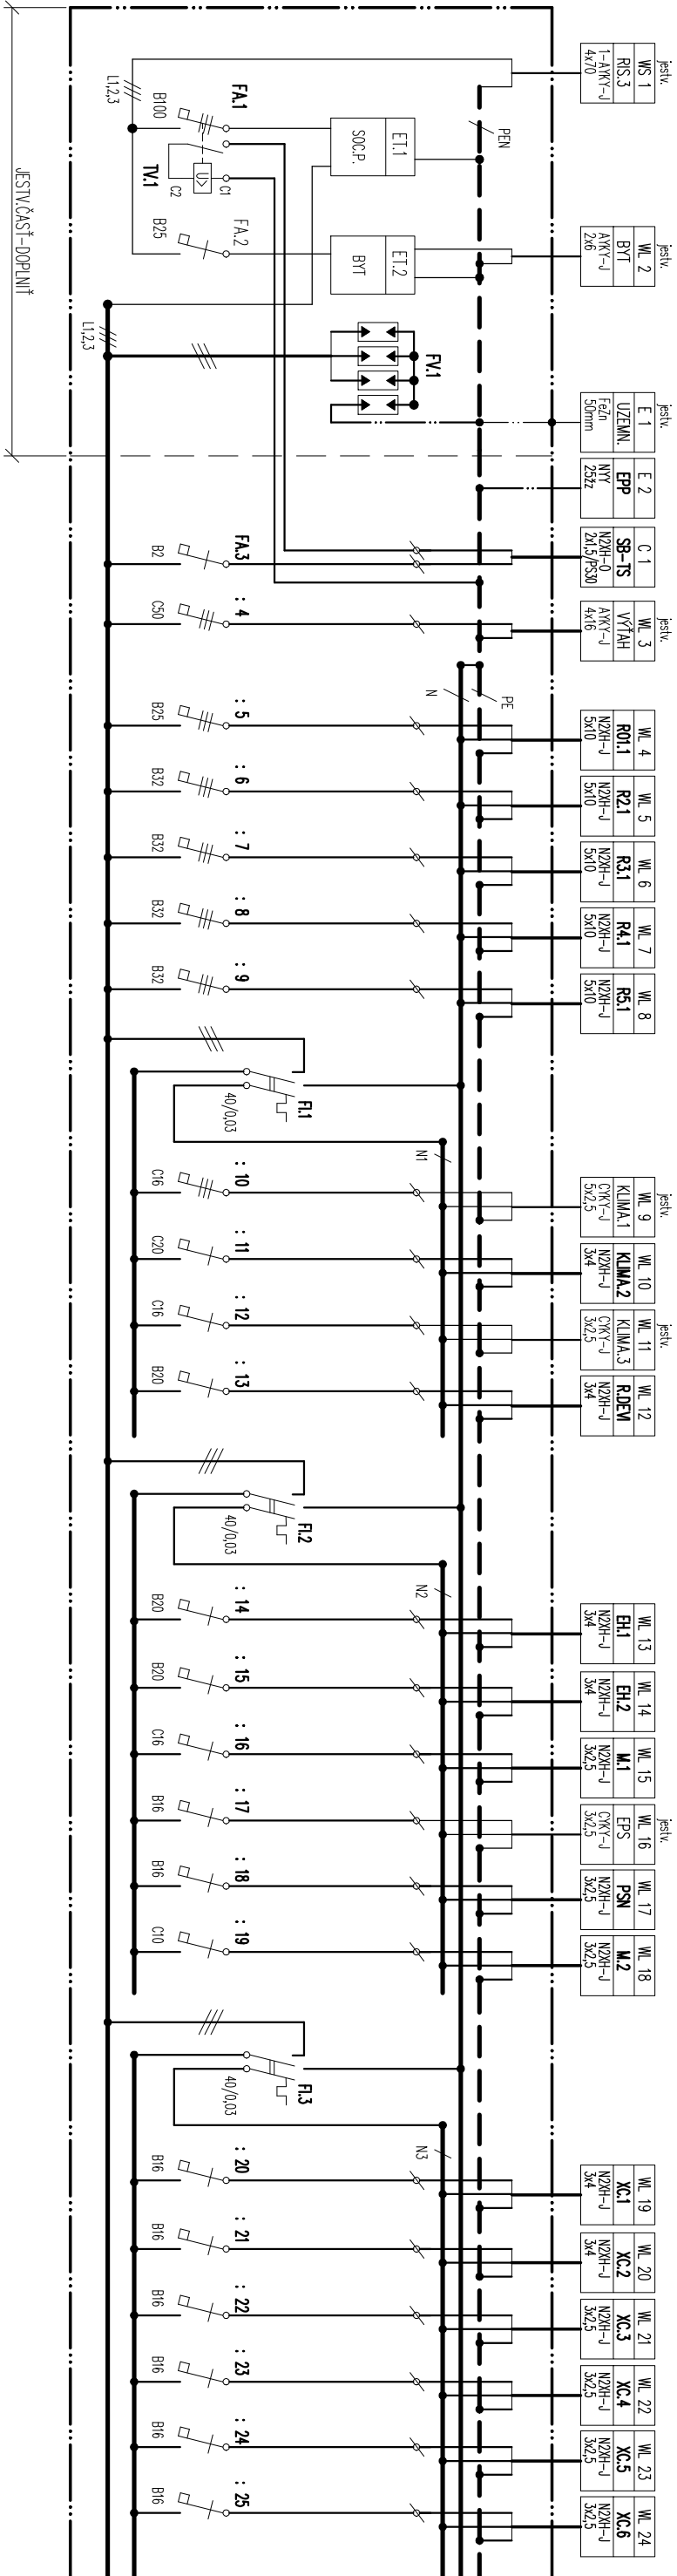 jestv.
WS 1
RIS.3
1-AYKY-J
4x70
jestv.
WL 2
BYT
AYKY-J
2x6
jestv.
E 1
UZEMN.
FeZn
50mm
E 2
EPP
NYY
25žz
C 1
SB-TS
N2XH-O
2x1,5/PS30
jestv.
WL 3
VÝŤAH
AYKY-J
4x16
WL 4
R01.1
N2XH-J
5x10
WL 5
R2.1
N2XH-J
5x10
WL 6
R3.1
N2XH-J
5x10
WL 7
R4.1
N2XH-J
5x10
WL 8
R5.1
N2XH-J
5x10
jestv.
WL 9
KLIMA.1
CYKY-J
5x2,5
WL 10
KLIMA.2
N2XH-J
3x4
jestv.
WL 11
KLIMA.3
CYKY-J
3x2,5
WL 12
R.DEVI
N2XH-J
3x4
WL 13
EH.1
N2XH-J
3x4
WL 14
EH.2
N2XH-J
3x4
WL 15
M.1
N2XH-J
3x2,5
jestv.
WL 16
EPS
CYKY-J
3x2,5
WL 17
PSN
N2XH-J
3x2,5
WL 18
M.2
N2XH-J
3x2,5
WL 19
XC.1
N2XH-J
3x4
WL 20
XC.2
N2XH-J
3x4
WL 21
XC.3
N2XH-J
3x2,5
WL 22
XC.4
N2XH-J
3x2,5
WL 23
XC.5
N2XH-J
3x2,5
WL 24
XC.6
N2XH-J
3x2,5
PEN
PE
N
N1
N2
N3
ET.1
SOC.P.
ET.2
BYT
FV.1
FA.1
B100
TV.1
U>
C1
C2
FA.2
B25
L1,2,3
L1,2,3
FA.3
B2
: 4
C50
: 5
B25
: 6
B32
: 7
B32
: 8
B32
: 9
B32
FI.1
40/0,03
: 10
C16
: 11
C20
: 12
C16
: 13
B20
FI.2
40/0,03
: 14
B20
: 15
B20
: 16
C16
: 17
B16
: 18
B16
: 19
C10
FI.3
40/0,03
: 20
B16
: 21
B16
: 22
B16
: 23
B16
: 24
B16
: 25
B16
JESTV.ČASŤ-DOPLNIŤ